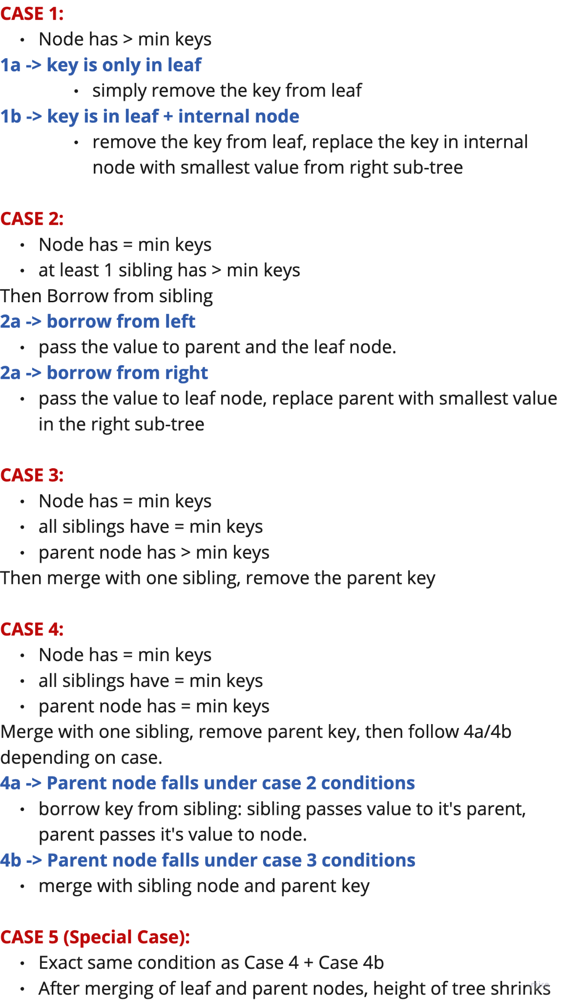 CASE 1:
• Node has > min keys
1a -> key is only in leaf
• simply remove the key from leaf
1b -> key is in leaf + internal node
• remove the key from leaf, replace the key in internal
node with smallest value from right sub-tree
CASE 2:
• Node has = min keys
• at least 1 sibling has > min keys
Then Borrow from sibling
2a -> borrow from left
• pass the value to parent and the leaf node.
2a -> borrow from right
• pass the value to leaf node, replace parent with smallest value
in the right sub-tree
CASE 3:
• Node has = min keys
• all siblings have = min keys
• parent node has > min keys
Then merge with one sibling, remove the parent key
CASE 4:
• Node has = min keys
• all siblings have = min keys
• parent node has = min keys
Merge with one sibling, remove parent key, then follow 4a/4b
depending on case.
4a -> Parent node falls under case 2 conditions
• borrow key from sibling: sibling passes value to it's parent,
parent passes it's value to node.
4b -> Parent node falls under case 3 conditions
• merge with sibling node and parent key
CASE 5 (Special Case):
• Exact same condition as Case 4 + Case 4b
• After merging of leaf and parent nodes, height of tree shrinks
miro